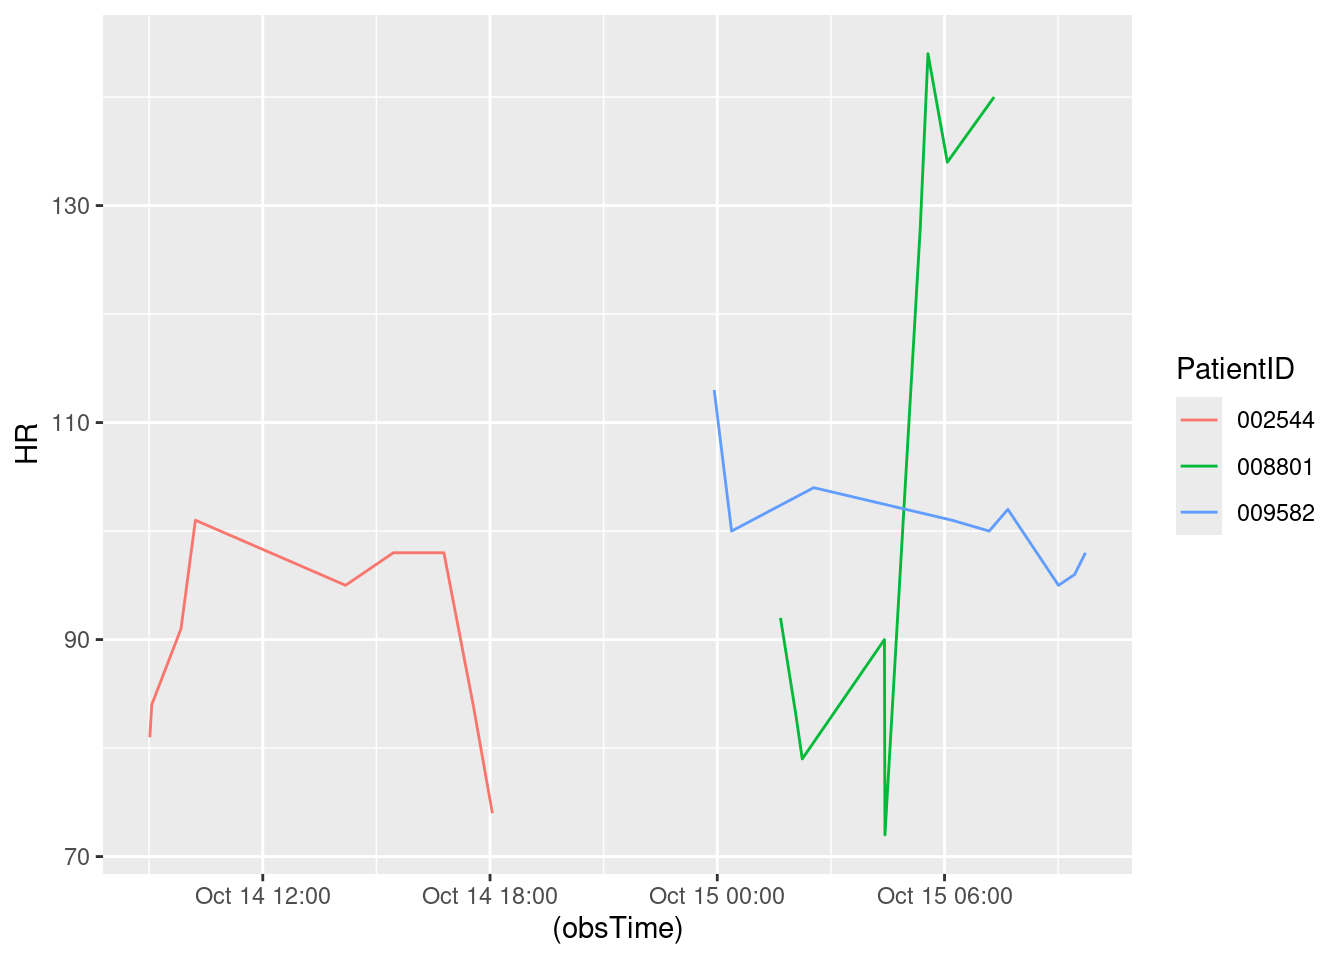 HR
130
110
90
70
Oct 14 12:00
Oct 14 18:00
Oct 15 00:00
Oct 15 06:00
(obsTime)
PatientID
002544
008801
009582